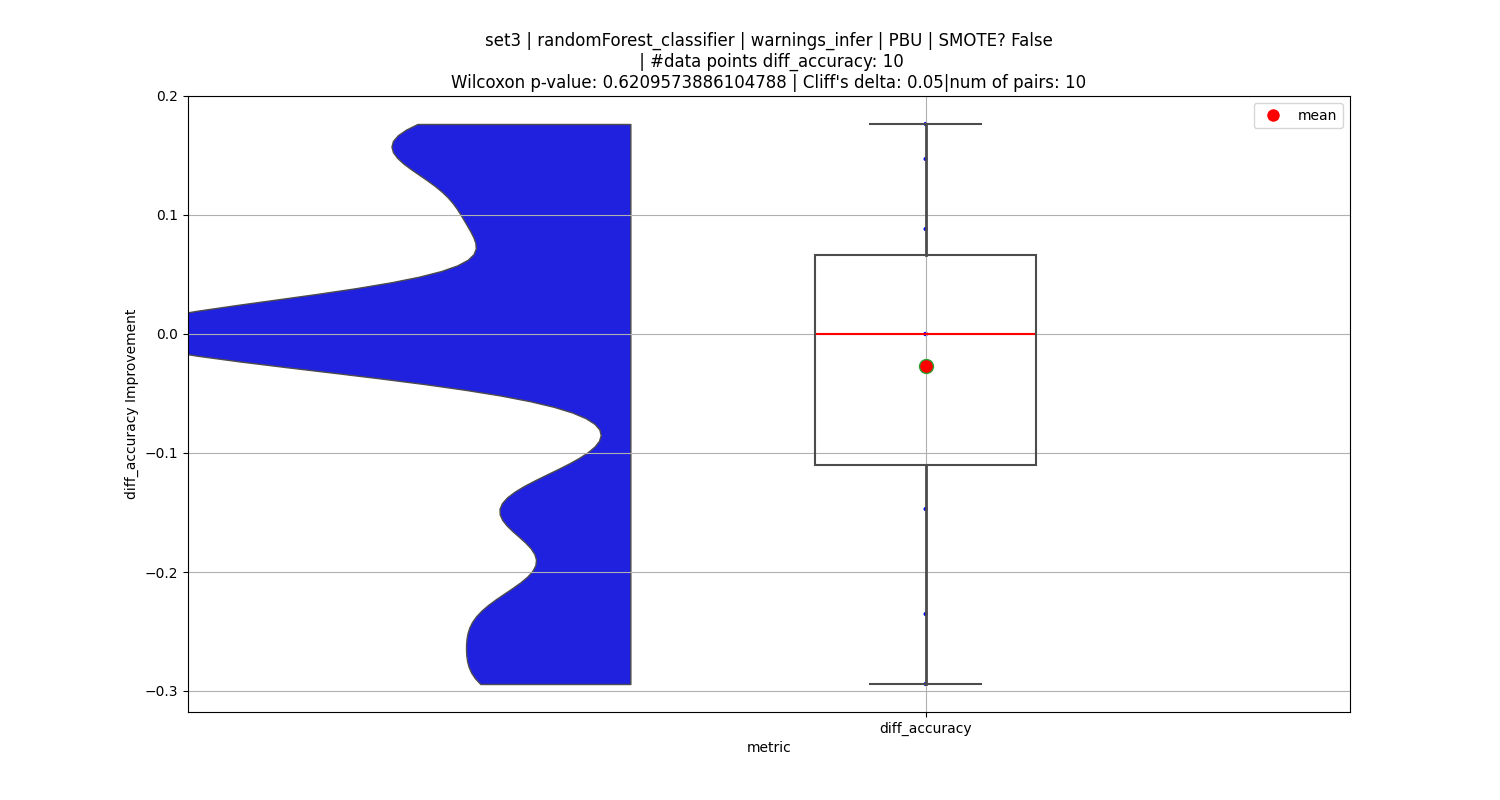 set3 | randomForest_classifier | warnings_infer | PBU | SMOTE? False
| #data points diff_accuracy: 10
Wilcoxon p-value: 0.6209573886104788 | Cliff's delta: 0.05|num of pairs: 10
mean
0.2
0.1
0.0
−0.1
−0.2
−0.3
diff_accuracy Improvement
diff_accuracy
metric